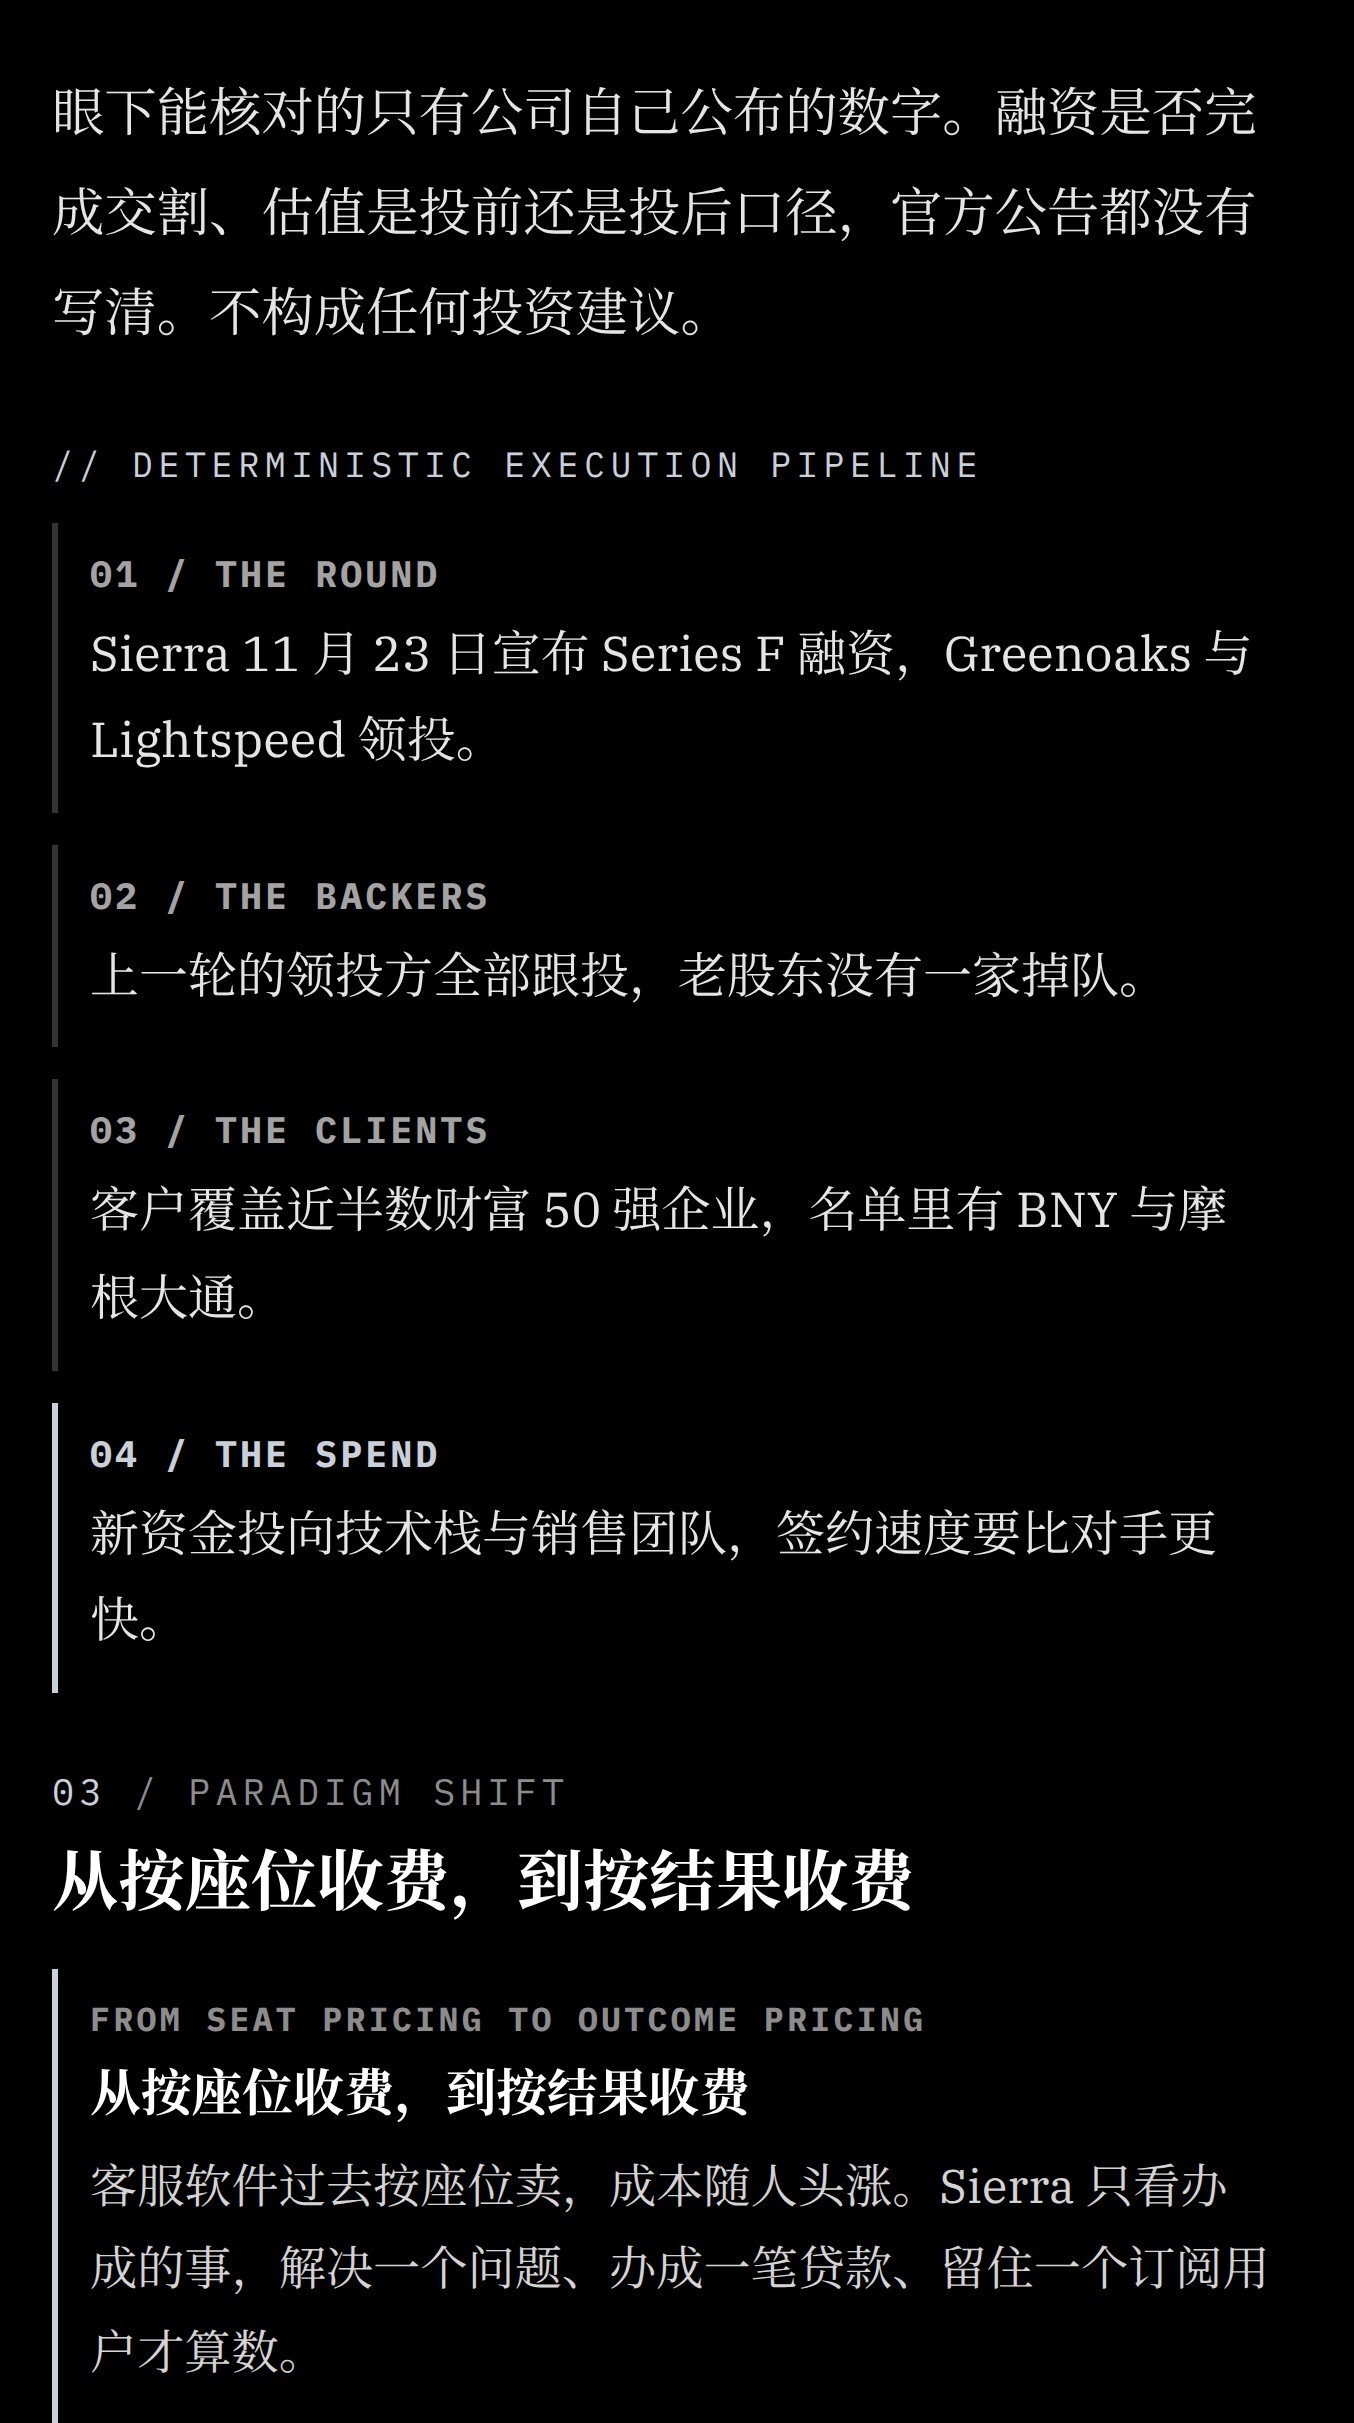 眼下能核对的只有公司自己公布的数字。融资是否完
成交割、估值是投前还是投后口径，官方公告都没有
写清。不构成任何投资建议。
// DETERMINISTIC EXECUTION PIPELINE
01 / THE ROUND
Sierra 11 月 23 日宣布 Series F 融资，Greenoaks 与
Lightspeed 领投。
02 / THE BACKERS
上一轮的领投方全部跟投，老股东没有一家掉队。
03 / THE CLIENTS
客户覆盖近半数财富 50 强企业，名单里有 BNY 与摩
根大通。
04 / THE SPEND
新资金投向技术栈与销售团队，签约速度要比对手更
快。
03 / PARADIGM SHIFT
从按座位收费，到按结果收费
FROM SEAT PRICING TO OUTCOME PRICING
从按座位收费，到按结果收费
客服软件过去按座位卖，成本随人头涨。Sierra 只看办
成的事，解决一个问题、办成一笔贷款、留住一个订阅用
户才算数。